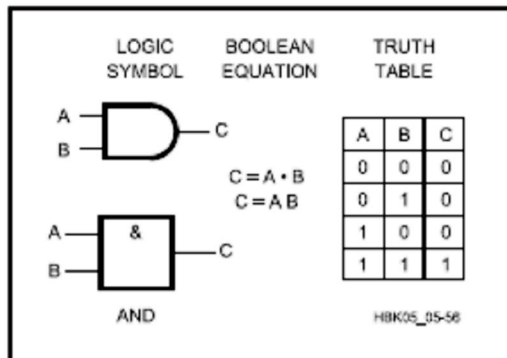 LOGIC SYMBOL BOOLEAN EQUATION TRUTH TABLE
A
B
C
C = A • B
C = A B
A
B
&
C
AND
A B C
0 0 0
0 1 0
1 0 0
1 1 1
HBK05_05-56